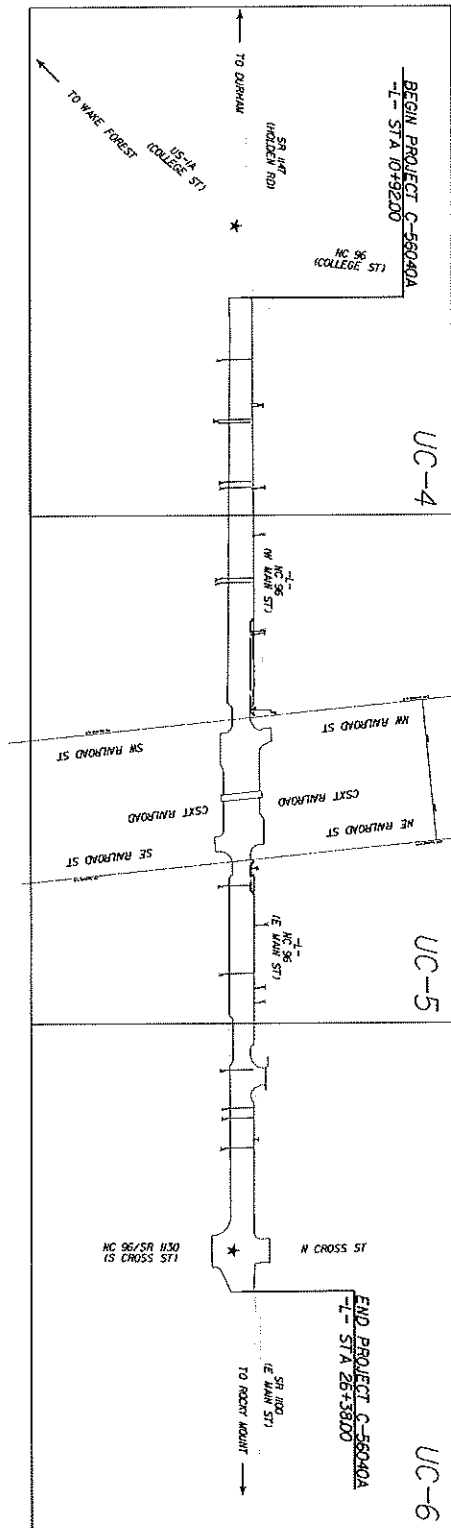 BEGIN PROJECT C-56040A
-L- STA 10+92.00
UC-4
TO DURHAM
SR 1147
(HOLDEN RD)
NC 96
(COLLEGE ST)
US-1A
(COLLEGE ST)
TO WAKE FOREST
UC-5
-L-
NC 96
(W MAIN ST)
NW RAILROAD ST
SW RAILROAD ST
CSXT RAILROAD
CSXT RAILROAD
NE RAILROAD ST
SE RAILROAD ST
-L-
NC 96
(E MAIN ST)
UC-6
N CROSS ST
NC 96/SR 1130
(S CROSS ST)
END PROJECT C-56040A
-L- STA 26+38.00
SR 1100
(E MAIN ST)
TO ROCKY MOUNT